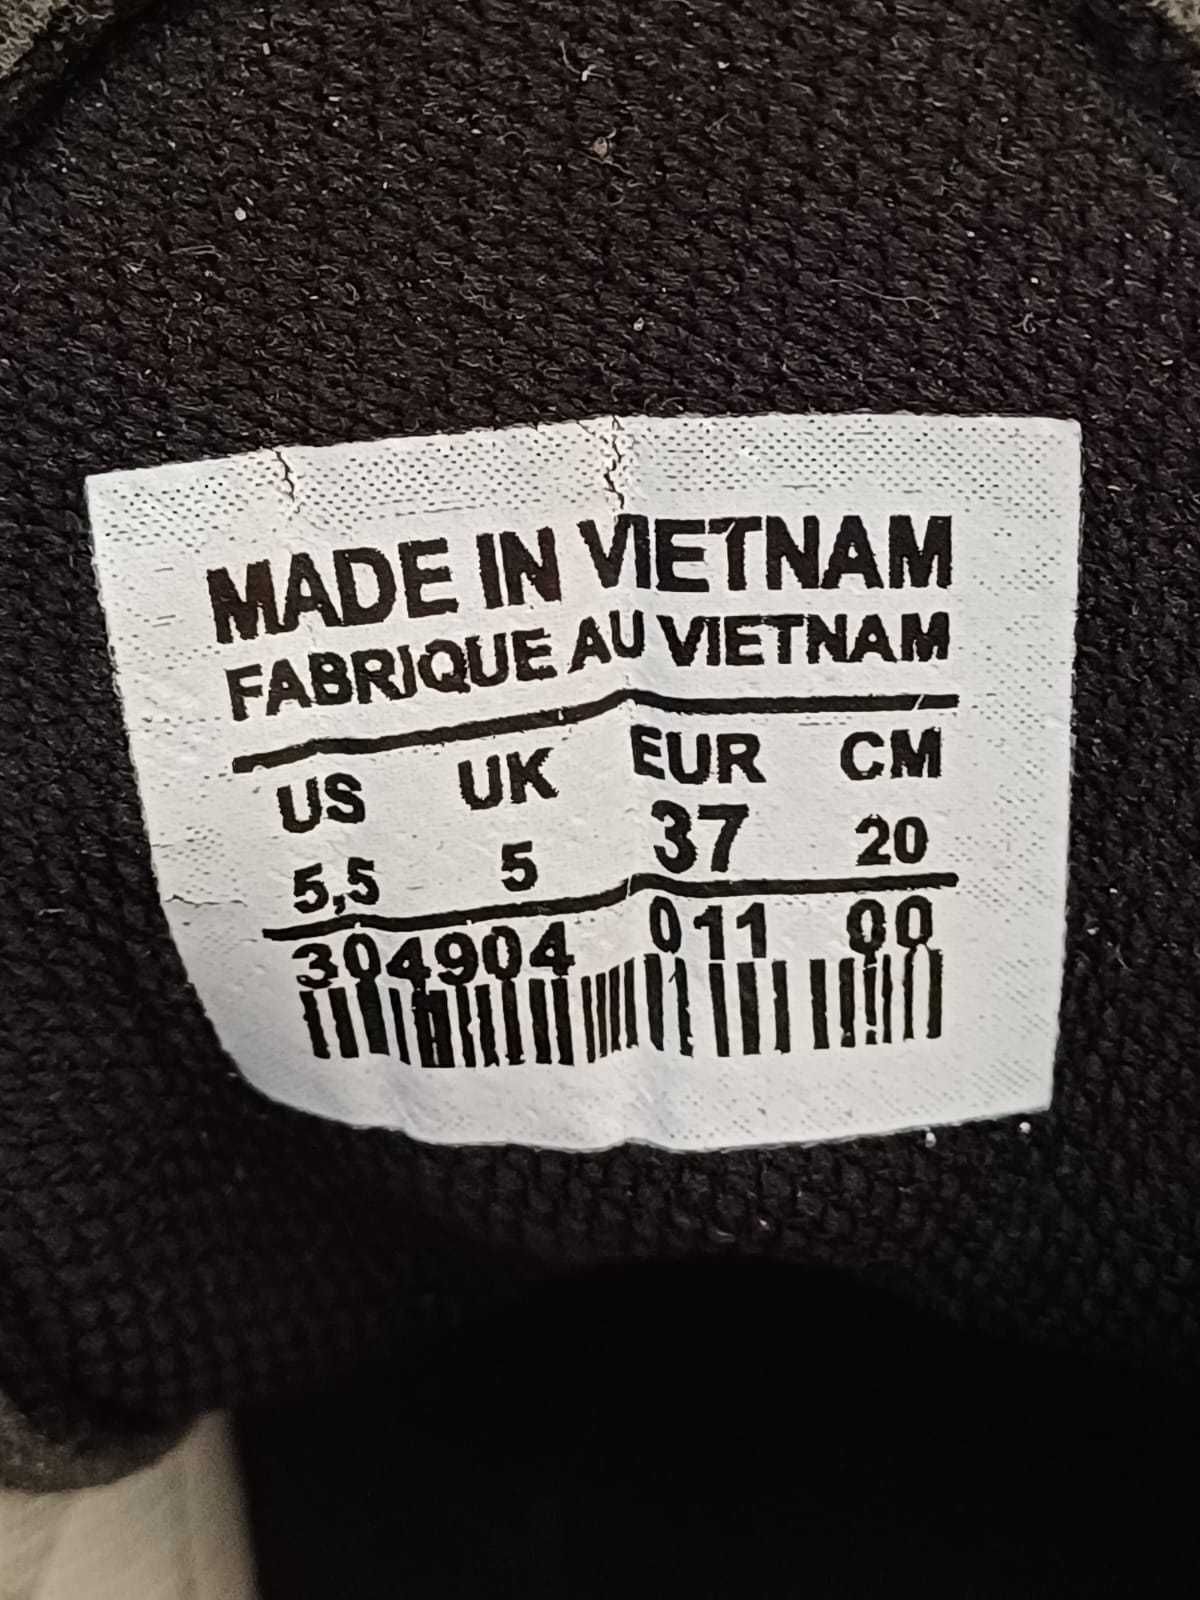 MADE IN VIETNAM
FABRIQUE AU VIETNAM
US UK EUR CM
5,5 5 37 20
304904 011 00